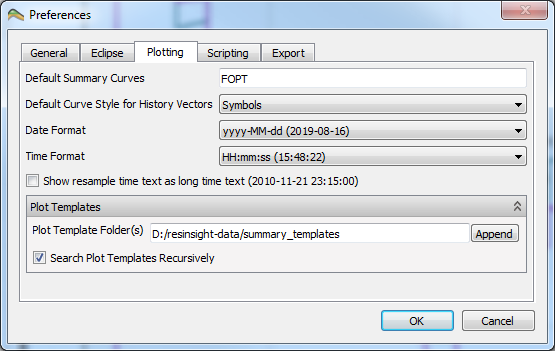 Preferences
General Eclipse Plotting Scripting Export
Default Summary Curves FOPT
Default Curve Style for History Vectors Symbols
Date Format yyyy-MM-dd (2019-08-16)
Time Format HH:mm:ss (15:48:22)
Show resample time text as long time text (2010-11-21 23:15:00)
Plot Templates
Plot Template Folder(s) D:/resinsight-data/summary_templates Append
Search Plot Templates Recursively
OK Cancel